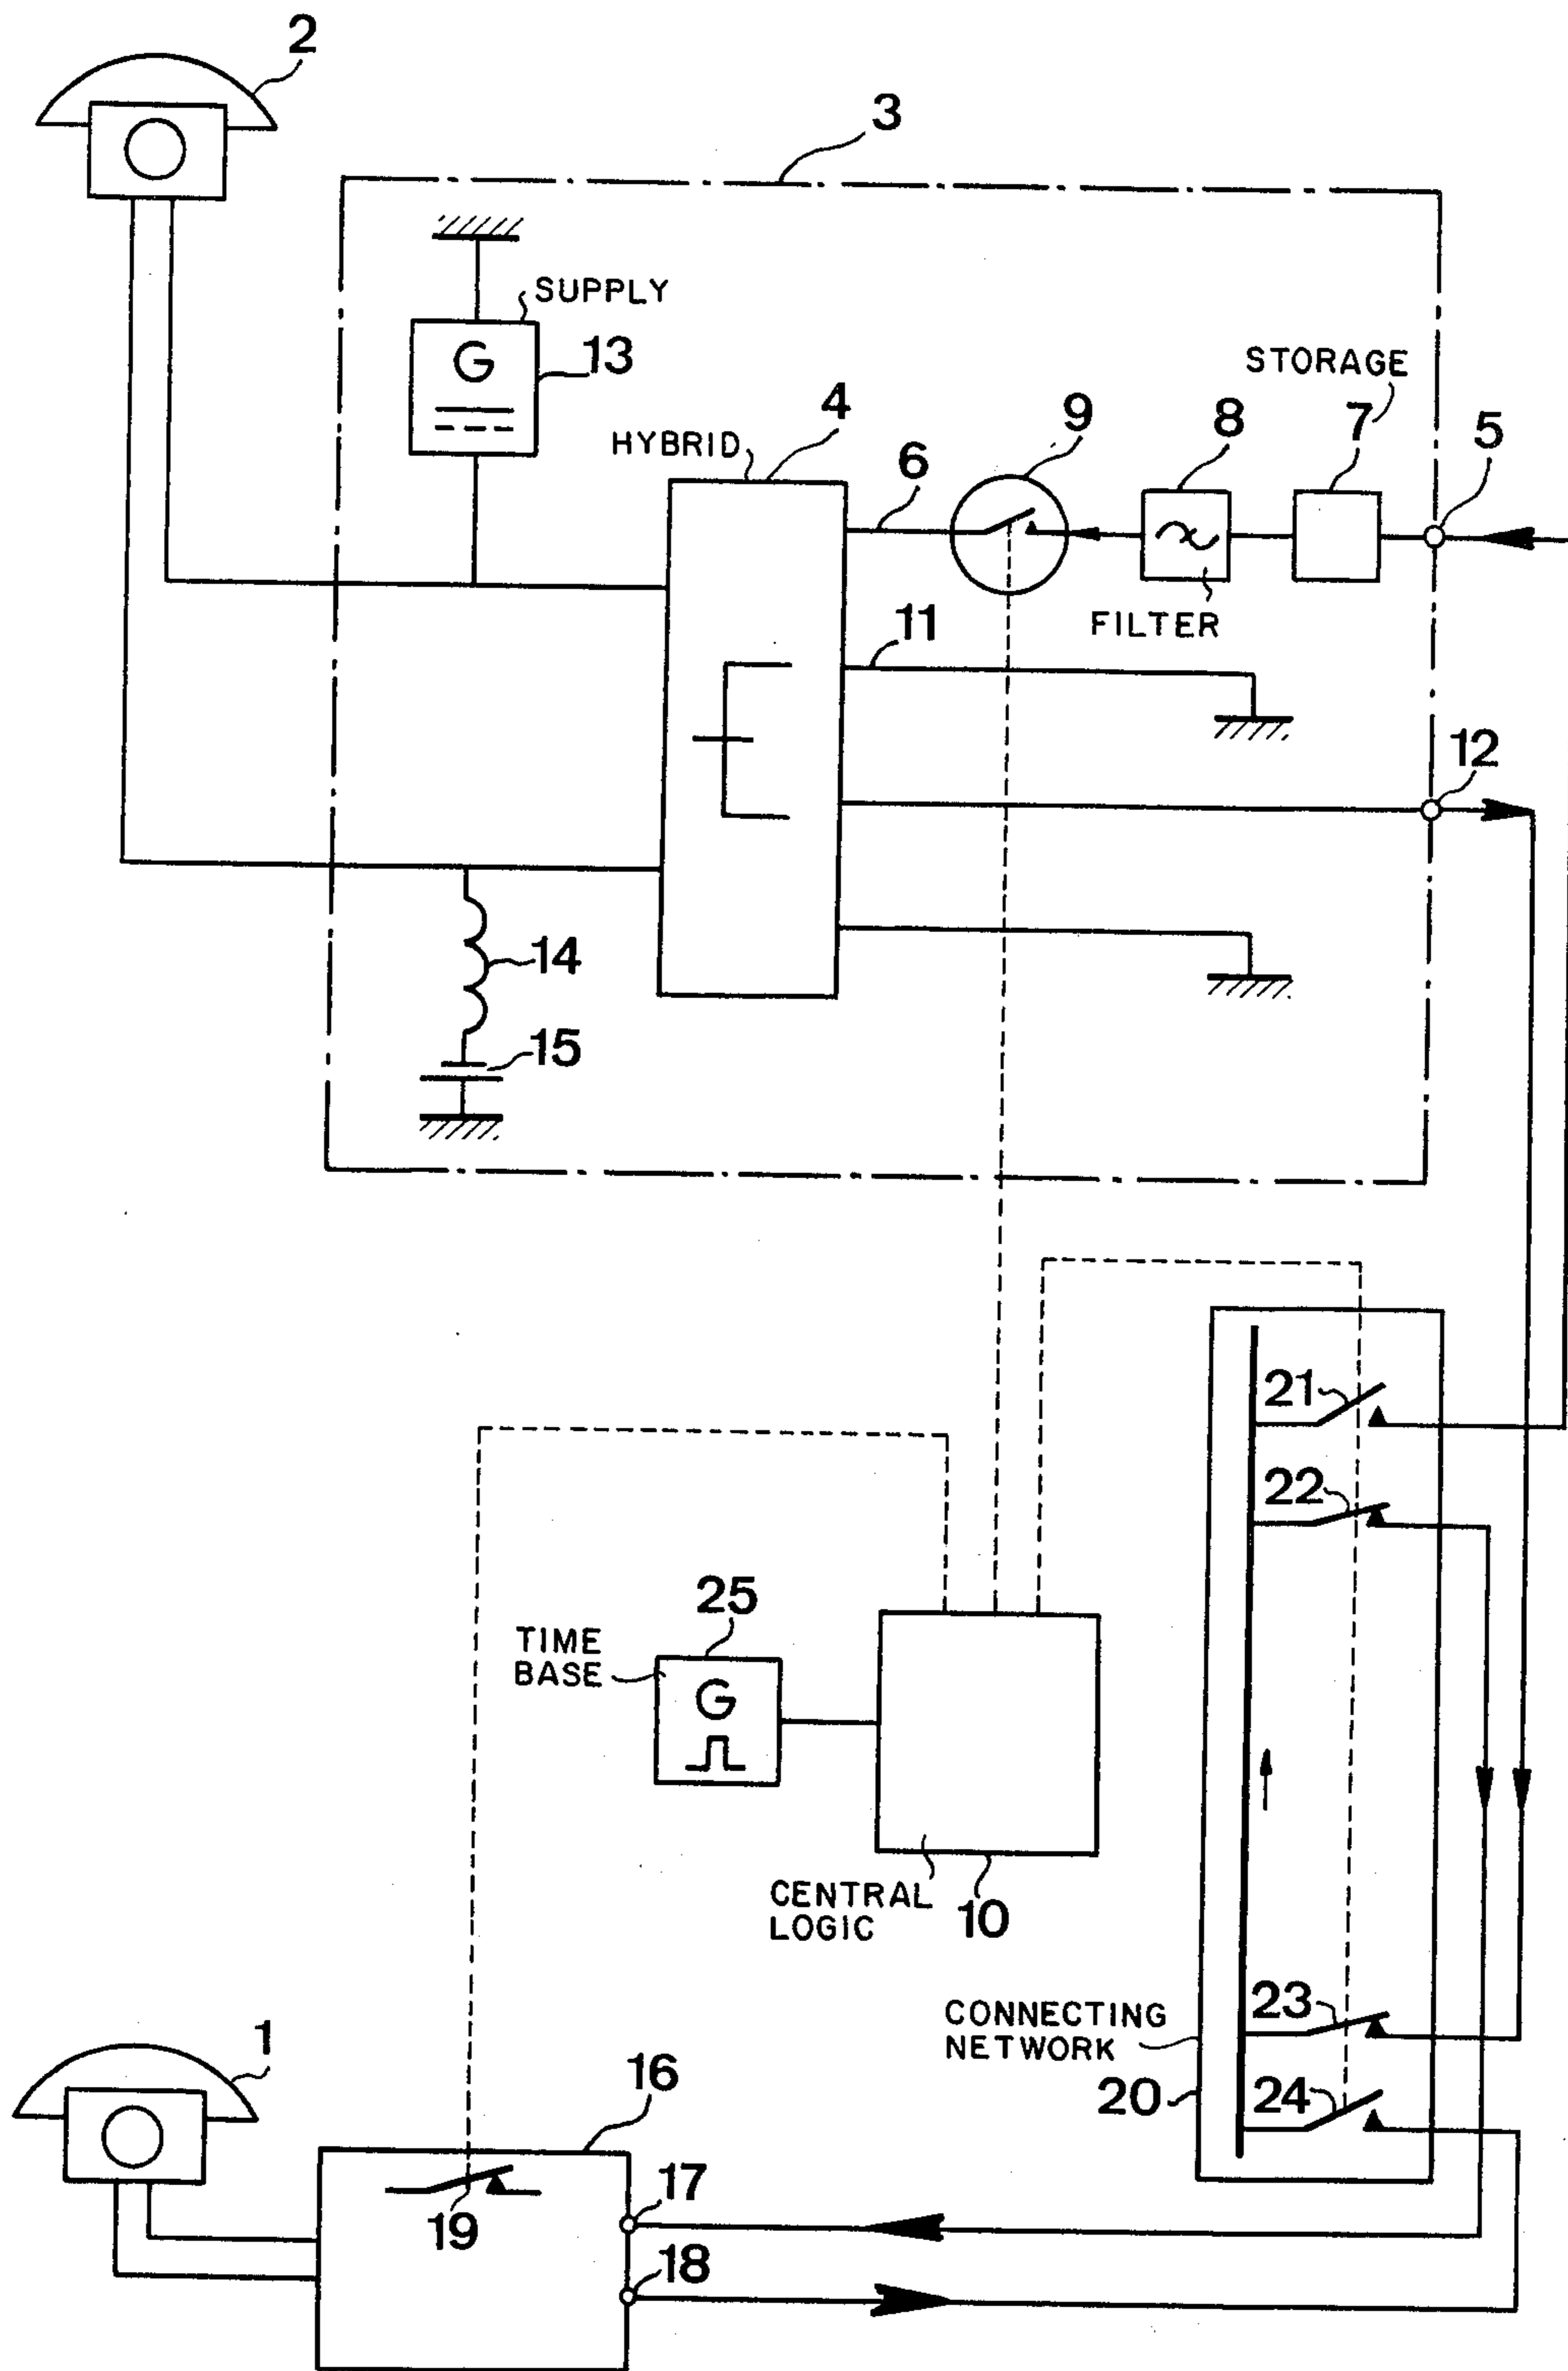 2
3
SUPPLY
G
13
STORAGE
HYBRID
4
9
8
7
5
6
FILTER
11
12
14
15
21
22
25
TIME
BASE
G
CENTRAL
LOGIC
10
CONNECTING
NETWORK
23
20
24
1
16
19
17
18